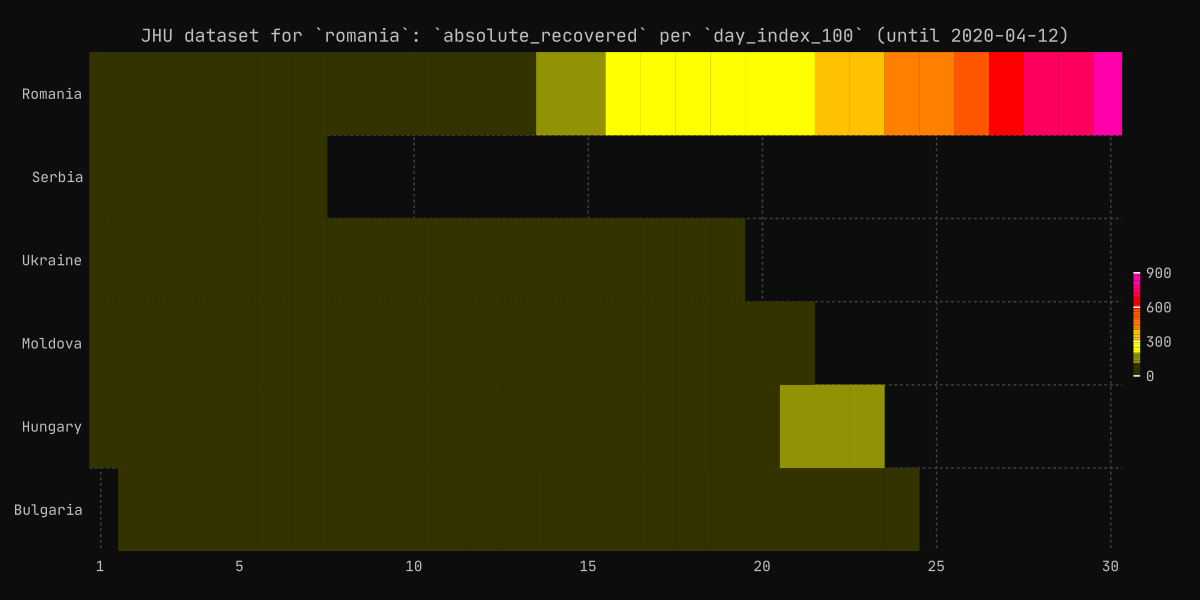 JHU dataset for `romania`: `absolute_recovered` per `day_index_100` (until 2020-04-12)
Romania
Serbia
Ukraine
Moldova
Hungary
Bulgaria
900
600
300
0
1 5 10 15 20 25 30